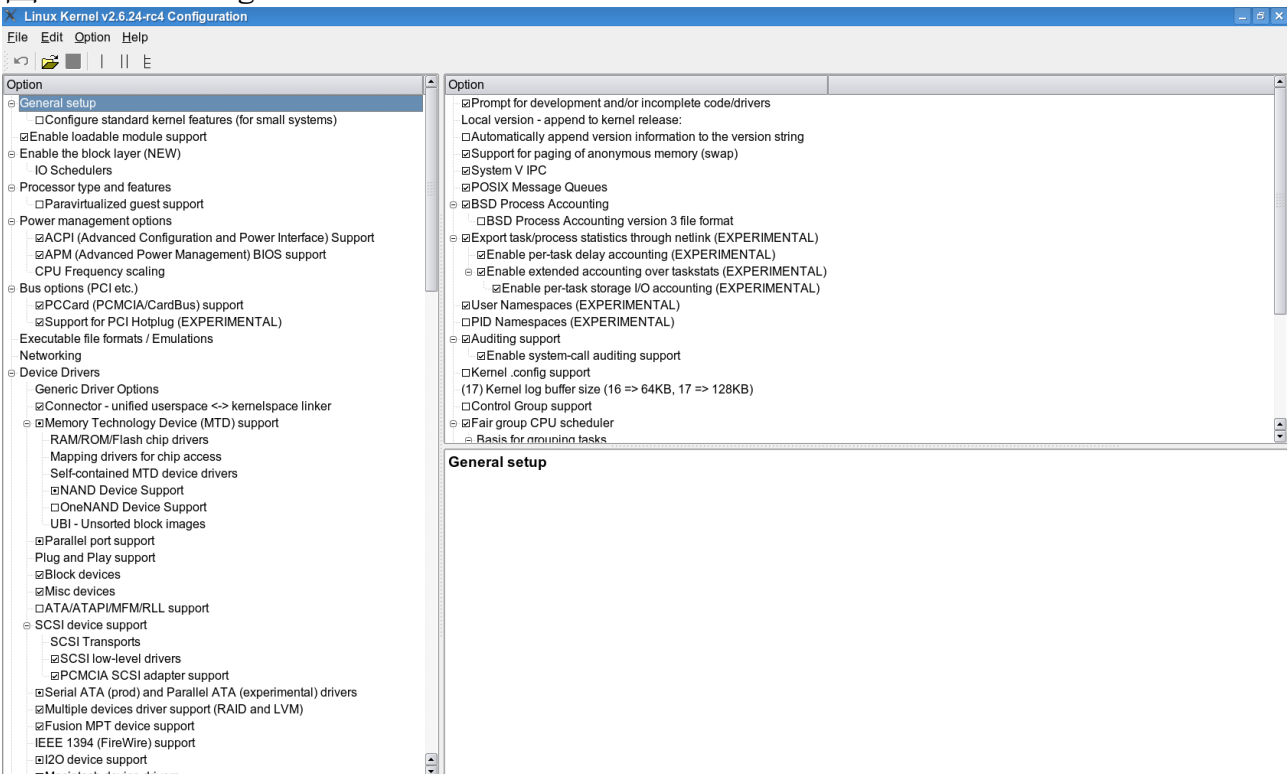 Linux Kernel v2.6.24-rc4 Configuration
File Edit Option Help
Option
General setup
Configure standard kernel features (for small systems)
Enable loadable module support
Enable the block layer (NEW)
IO Schedulers
Processor type and features
Paravirtualized guest support
Power management options
ACPI (Advanced Configuration and Power Interface) Support
APM (Advanced Power Management) BIOS support
CPU Frequency scaling
Bus options (PCI etc.)
PCCard (PCMCIA/CardBus) support
Support for PCI Hotplug (EXPERIMENTAL)
Executable file formats / Emulations
Networking
Device Drivers
Generic Driver Options
Connector - unified userspace <-> kernelspace linker
Memory Technology Device (MTD) support
RAM/ROM/Flash chip drivers
Mapping drivers for chip access
Self-contained MTD device drivers
NAND Device Support
OneNAND Device Support
UBI - Unsorted block images
Parallel port support
Plug and Play support
Block devices
Misc devices
ATA/ATAPI/MFM/RLL support
SCSI device support
SCSI Transports
SCSI low-level drivers
PCMCIA SCSI adapter support
Serial ATA (prod) and Parallel ATA (experimental) drivers
Multiple devices driver support (RAID and LVM)
Fusion MPT device support
IEEE 1394 (FireWire) support
I2O device support
Option
Prompt for development and/or incomplete code/drivers
Local version - append to kernel release:
Automatically append version information to the version string
Support for paging of anonymous memory (swap)
System V IPC
POSIX Message Queues
BSD Process Accounting
BSD Process Accounting version 3 file format
Export task/process statistics through netlink (EXPERIMENTAL)
Enable per-task delay accounting (EXPERIMENTAL)
Enable extended accounting over taskstats (EXPERIMENTAL)
Enable per-task storage I/O accounting (EXPERIMENTAL)
User Namespaces (EXPERIMENTAL)
PID Namespaces (EXPERIMENTAL)
Auditing support
Enable system-call auditing support
Kernel .config support
(17) Kernel log buffer size (16 => 64KB, 17 => 128KB)
Control Group support
Fair group CPU scheduler
Basis for grouping tasks
General setup